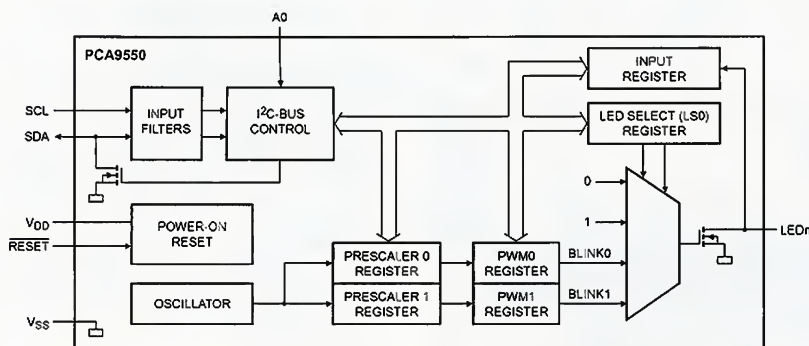 A0
PCA9550
SCL
SDA
INPUT
FILTERS
I²C-BUS
CONTROL
INPUT
REGISTER
LED SELECT (LS0)
REGISTER
0
1
VDD
RESET
POWER-ON
RESET
LEDn
PRESCALER 0
REGISTER
PWM0
REGISTER
BLINK0
OSCILLATOR
PRESCALER 1
REGISTER
PWM1
REGISTER
BLINK1
VSS